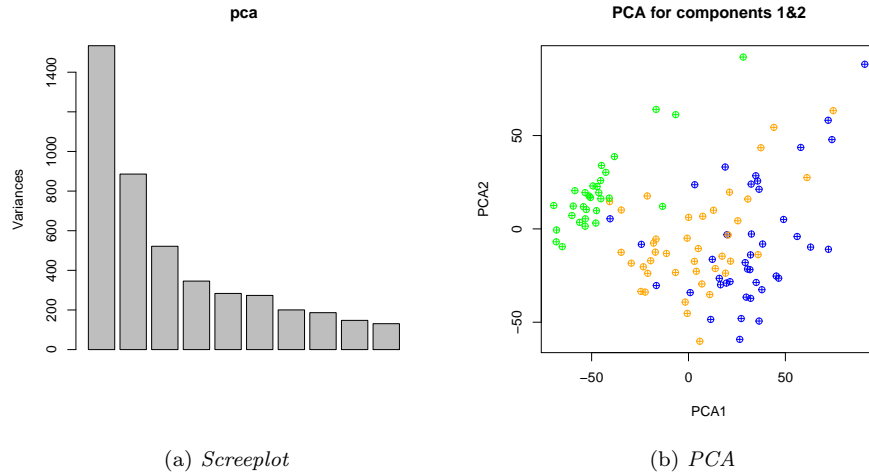 pca
Variances
0
200
400
600
800
1000
1400
(a) Screeplot
PCA for components 1&2
PCA2
−50
0
50
−50
0
50
PCA1
(b) PCA